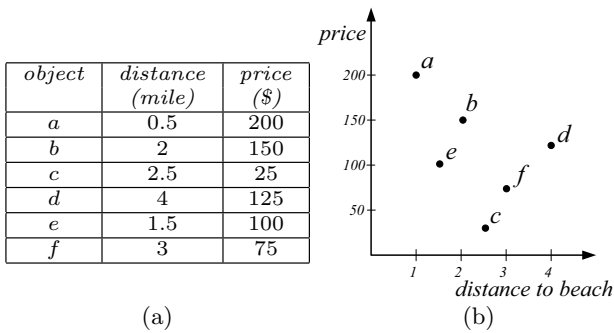 object distance price
(mile) ($)
a 0.5 200
b 2 150
c 2.5 25
d 4 125
e 1.5 100
f 3 75
(a)
price
200
150
100
50
a
b
d
e
f
c
1 2 3 4
distance to beach
(b)